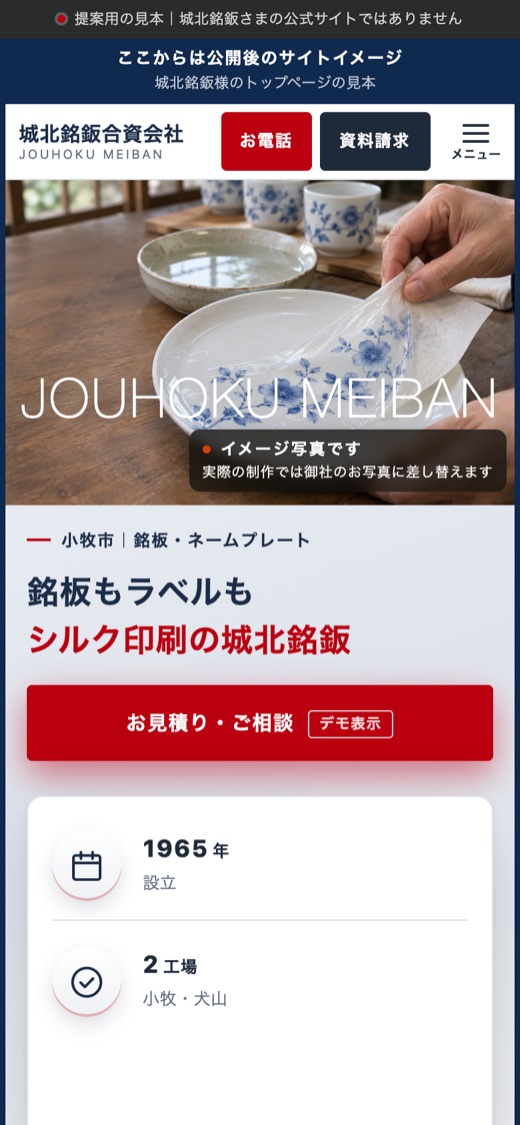 提案用の見本｜城北銘鈑さまの公式サイトではありません
ここからは公開後のサイトイメージ
城北銘鈑様のトップページの見本
城北銘鈑合資会社
JOUHOKU MEIBAN
お電話
資料請求
メニュー
JOUHOKU MEIBAN
イメージ写真です
実際の制作では御社のお写真に差し替えます
小牧市｜銘板・ネームプレート
銘板もラベルも
シルク印刷の城北銘鈑
お見積り・ご相談 デモ表示
1965 年
設立
2 工場
小牧・犬山